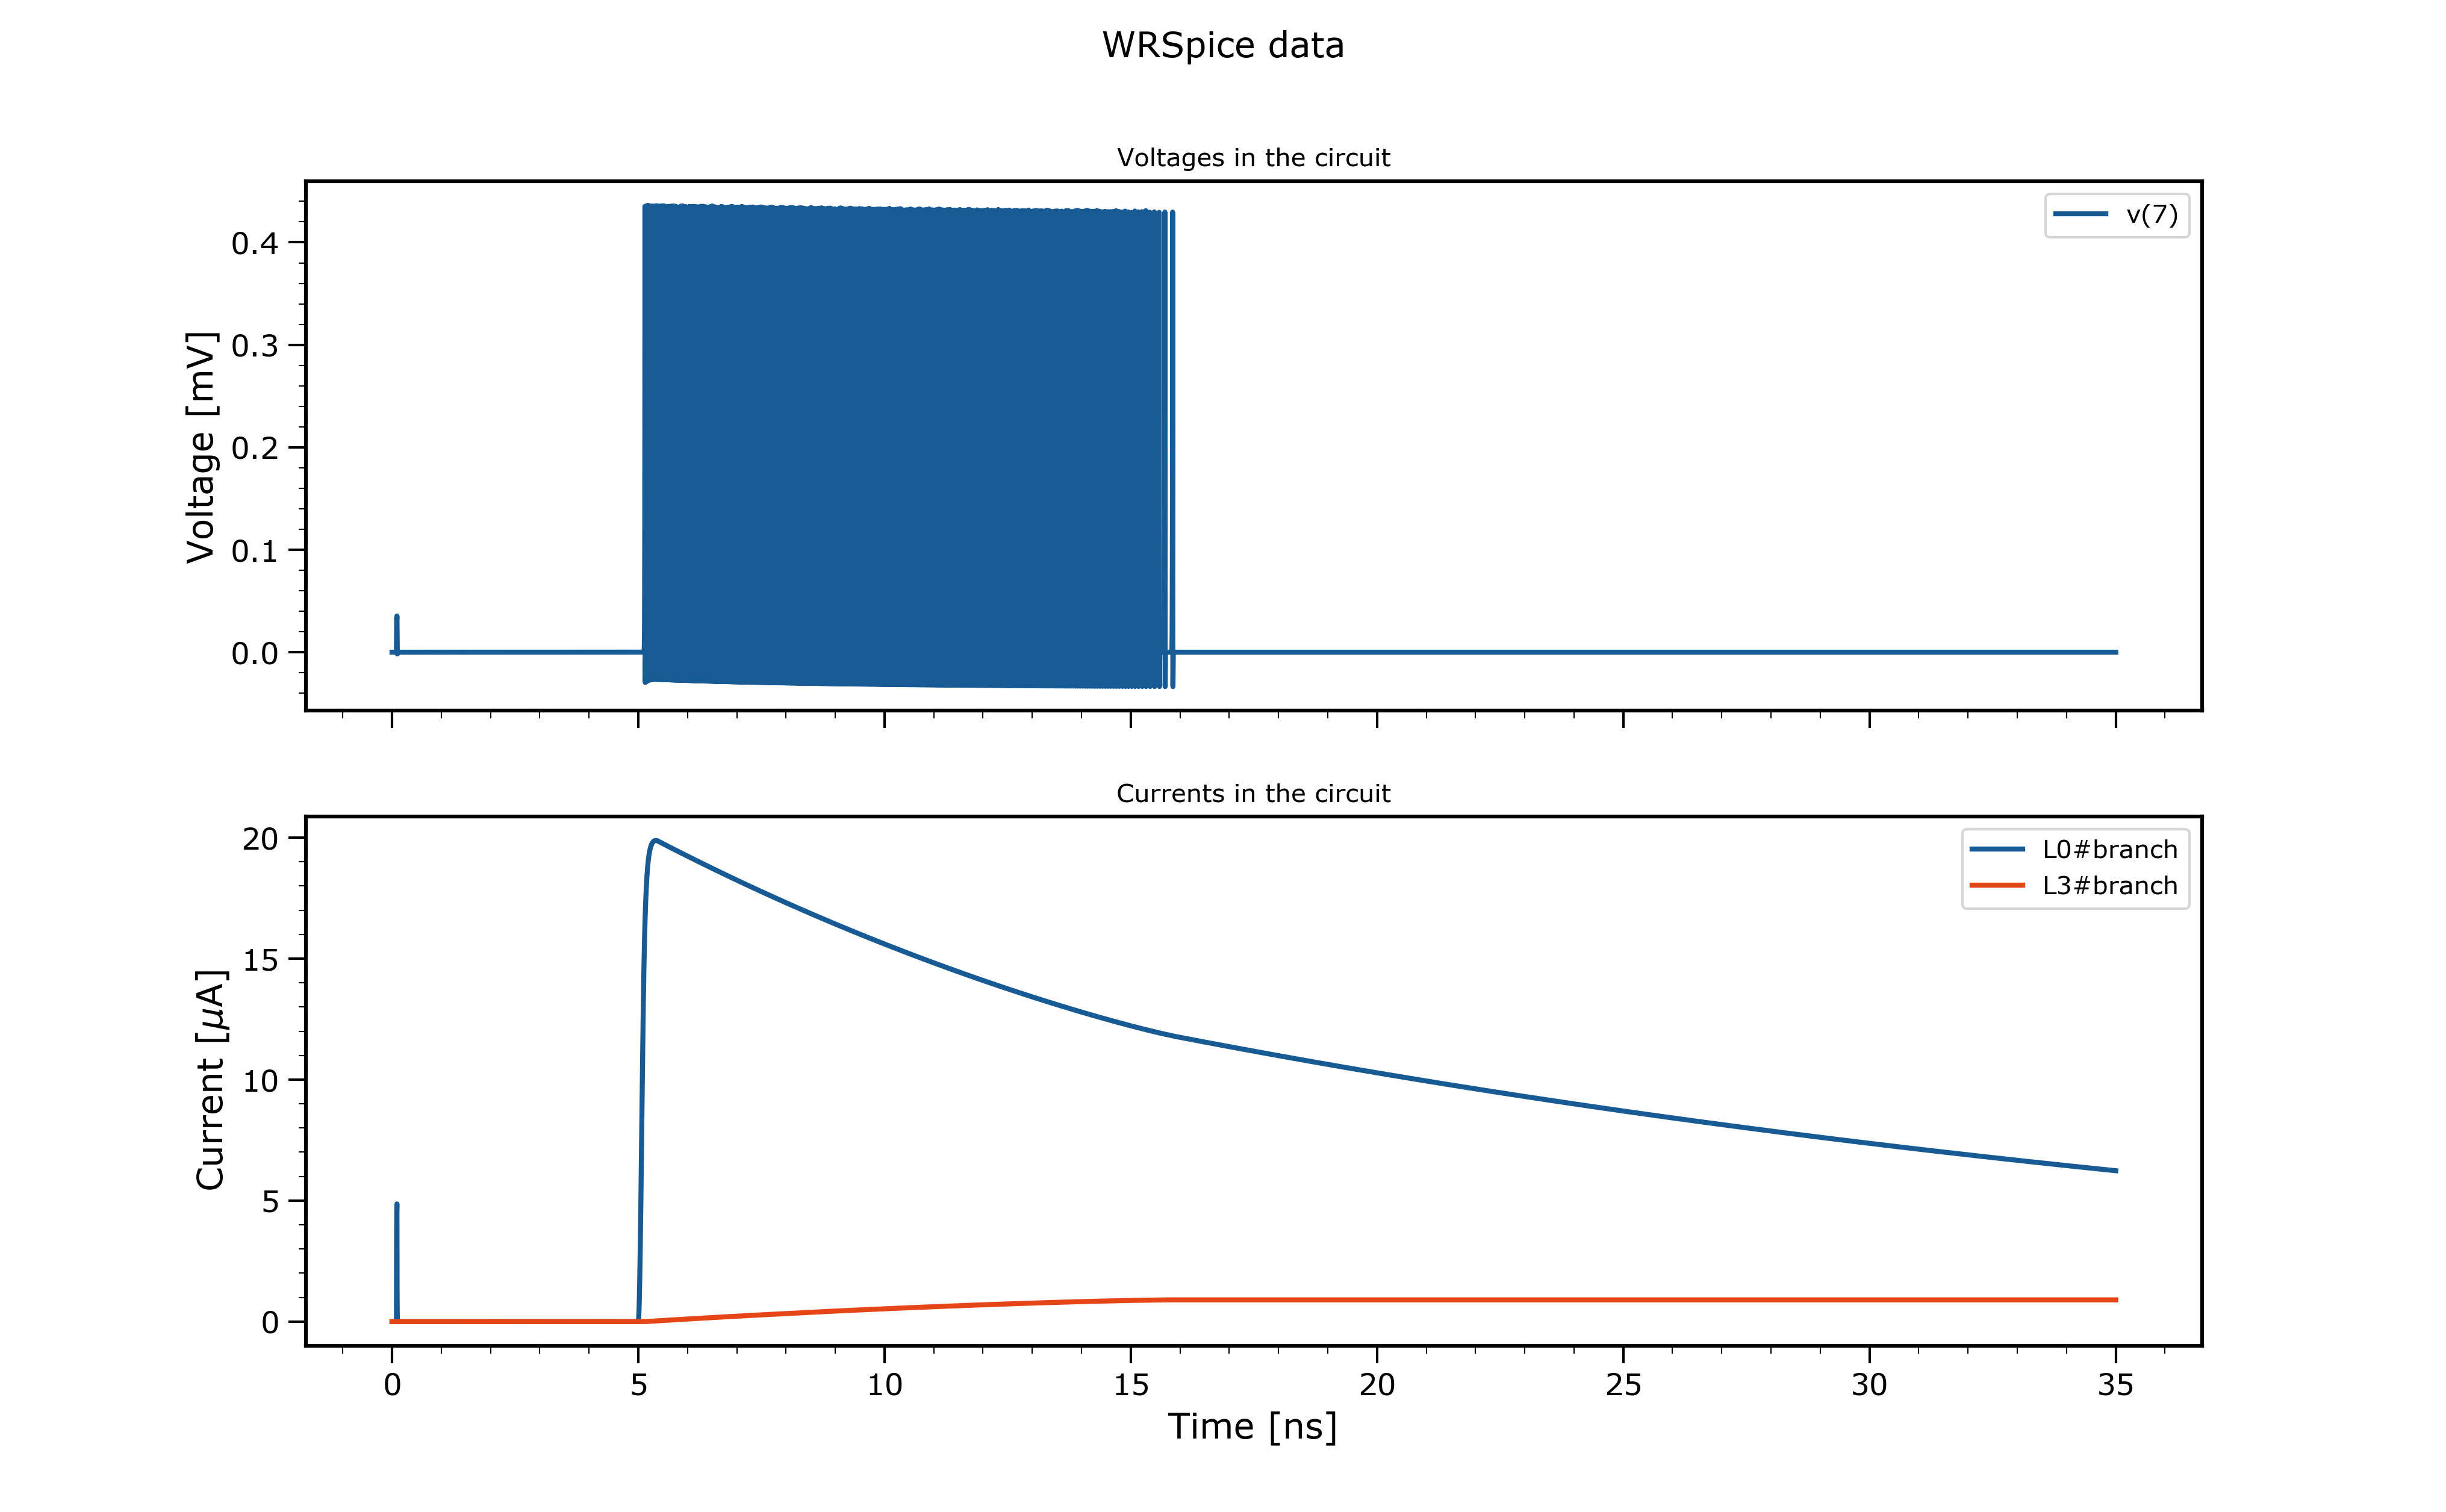 WRSpice data
Voltages in the circuit
v(7)
Voltage [mV]
0.4
0.3
0.2
0.1
0.0
Currents in the circuit
L0#branch
L3#branch
Current [μA]
20
15
10
5
0
0 5 10 15 20 25 30 35
Time [ns]